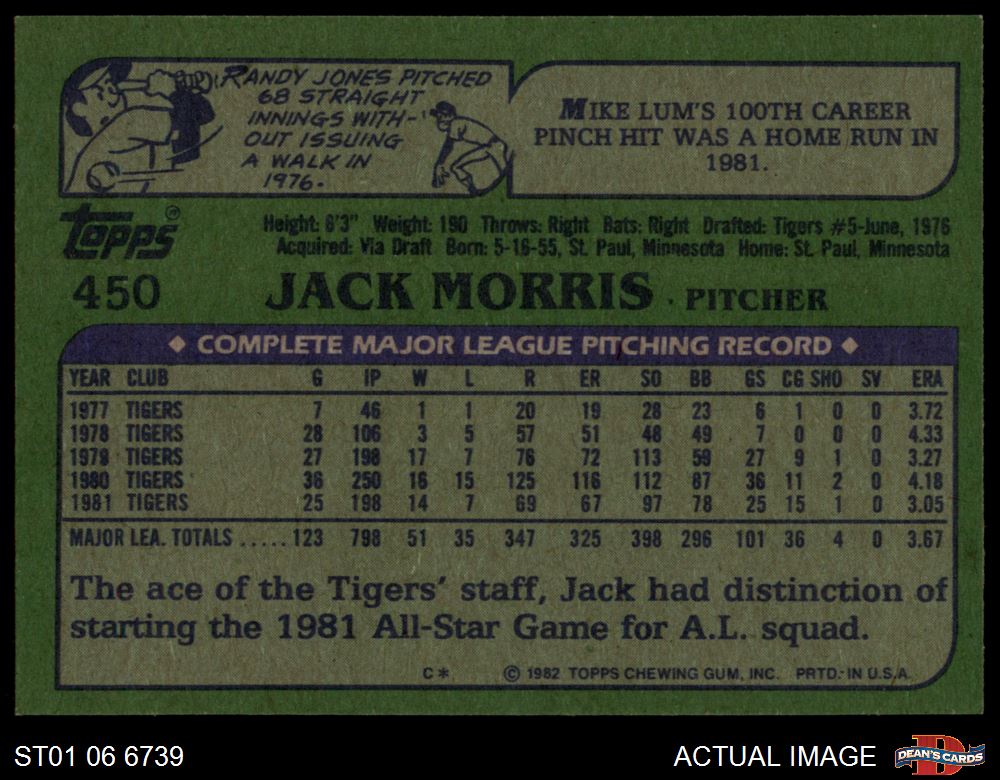 RANDY JONES PITCHED
68 STRAIGHT
INNINGS WITH-
OUT ISSUING
A WALK IN
1976.
MIKE LUM'S 100TH CAREER
PINCH HIT WAS A HOME RUN IN
1981.
Topps®
Height: 6'3" Weight: 190 Throws: Right Bats: Right Drafted: Tigers #5-June, 1976
Acquired: Via Draft Born: 5-16-55, St. Paul, Minnesota Home: St. Paul, Minnesota
450 JACK MORRIS · PITCHER
◆ COMPLETE MAJOR LEAGUE PITCHING RECORD ◆
YEAR CLUB G IP W L R ER SO BB GS CG SHO SV ERA
1977 TIGERS 7 46 1 1 20 19 28 23 6 1 0 0 3.72
1978 TIGERS 28 106 3 5 57 51 48 49 7 0 0 0 4.33
1979 TIGERS 27 198 17 7 76 72 113 59 27 9 1 0 3.27
1980 TIGERS 36 250 16 15 125 116 112 87 36 11 2 0 4.18
1981 TIGERS 25 198 14 7 69 67 97 78 25 15 1 0 3.05
MAJOR LEA. TOTALS ..... 123 798 51 35 347 325 398 296 101 36 4 0 3.67
The ace of the Tigers' staff, Jack had distinction of
starting the 1981 All-Star Game for A.L. squad.
C* © 1982 TOPPS CHEWING GUM, INC. PRTD. IN U.S.A.
ST01 06 6739 ACTUAL IMAGE DEAN'S CARDS